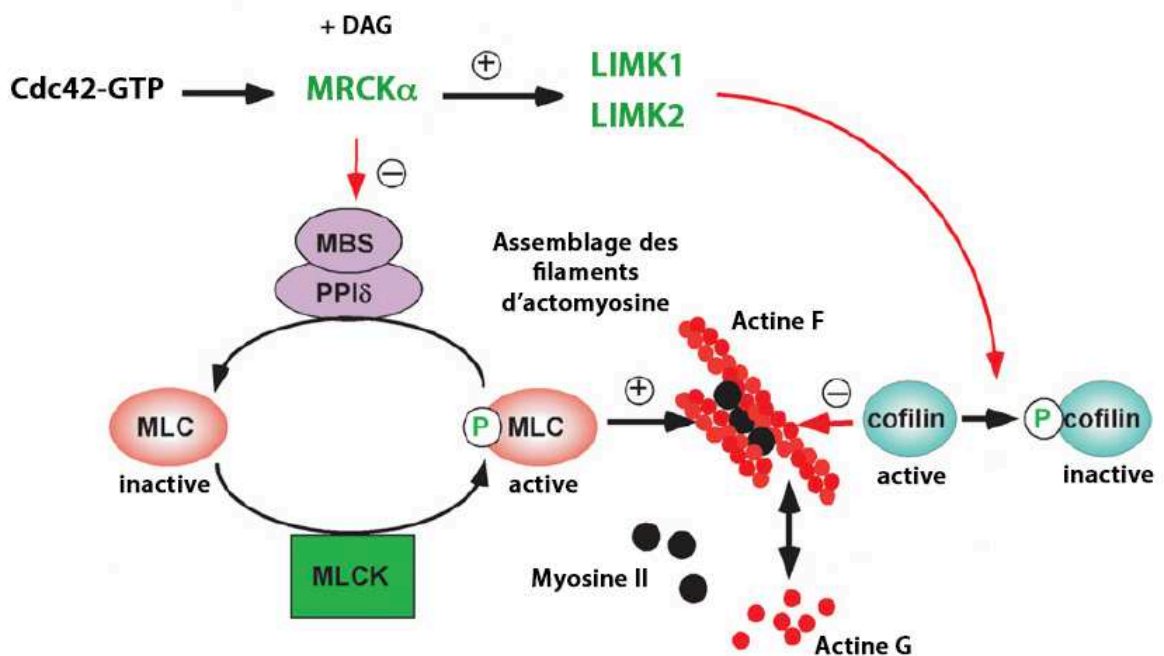 + DAG
Cdc42-GTP
MRCKα
+
LIMK1
LIMK2
−
MBS
PPIδ
Assemblage des
filaments
d’actomyosine
Actine F
MLC
inactive
P
MLC
active
+
−
cofilin
active
P
cofilin
inactive
MLCK
Myosine II
Actine G